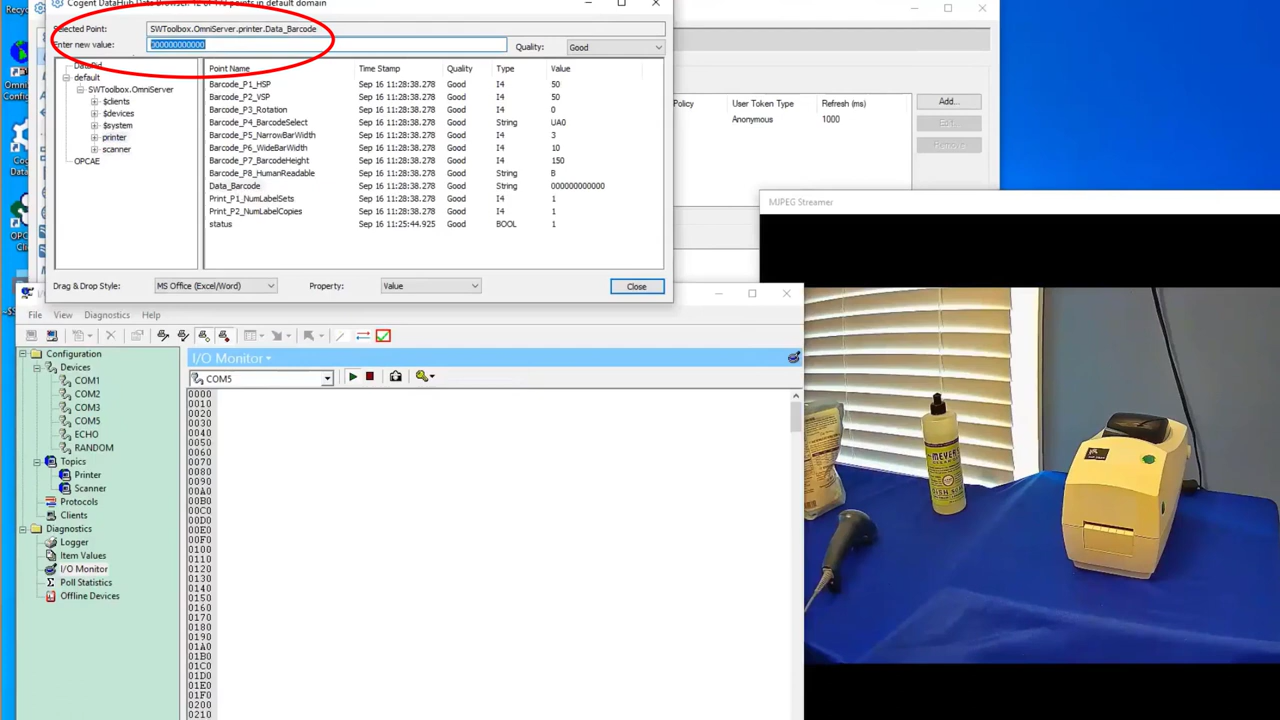 Recyc
Cogent DataHub Data Browser: 12 of 170 points in default domain
Selected Point: SWToolbox.OmniServer.printer.Data_Barcode
Enter new value: 000000000000 Quality: Good
DataPid
default
SWToolbox.OmniServer
$clients
$devices
$system
printer
scanner
OPCAE
Point Name Time Stamp Quality Type Value
Barcode_P1_HSP Sep 16 11:28:38.278 Good I4 50
Barcode_P2_VSP Sep 16 11:28:38.278 Good I4 50
Barcode_P3_Rotation Sep 16 11:28:38.278 Good I4 0
Barcode_P4_BarcodeSelect Sep 16 11:28:38.278 Good String UA0
Barcode_P5_NarrowBarWidth Sep 16 11:28:38.278 Good I4 3
Barcode_P6_WideBarWidth Sep 16 11:28:38.278 Good I4 10
Barcode_P7_BarcodeHeight Sep 16 11:28:38.278 Good I4 150
Barcode_P8_HumanReadable Sep 16 11:28:38.278 Good String B
Data_Barcode Sep 16 11:28:38.278 Good String 000000000000
Print_P1_NumLabelSets Sep 16 11:28:38.278 Good I4 1
Print_P2_NumLabelCopies Sep 16 11:28:38.278 Good I4 1
status Sep 16 11:25:44.925 Good BOOL 1
Drag & Drop Style: MS Office (Excel/Word) Property: Value Close
Policy User Token Type Refresh (ms)
Anonymous 1000
Add...
Edit...
Remove
MJPEG Streamer
File View Diagnostics Help
Configuration
Devices
COM1
COM2
COM3
COM5
ECHO
RANDOM
Topics
Printer
Scanner
Protocols
Clients
Diagnostics
Logger
Item Values
I/O Monitor
Poll Statistics
Offline Devices
I/O Monitor
COM5
0000
0010
0020
0030
0040
0050
0060
0070
0080
0090
00A0
00B0
00C0
00D0
00E0
00F0
0100
0110
0120
0130
0140
0150
0160
0170
0180
0190
01A0
01B0
01C0
01D0
01E0
01F0
0200
0210
MEYER'S